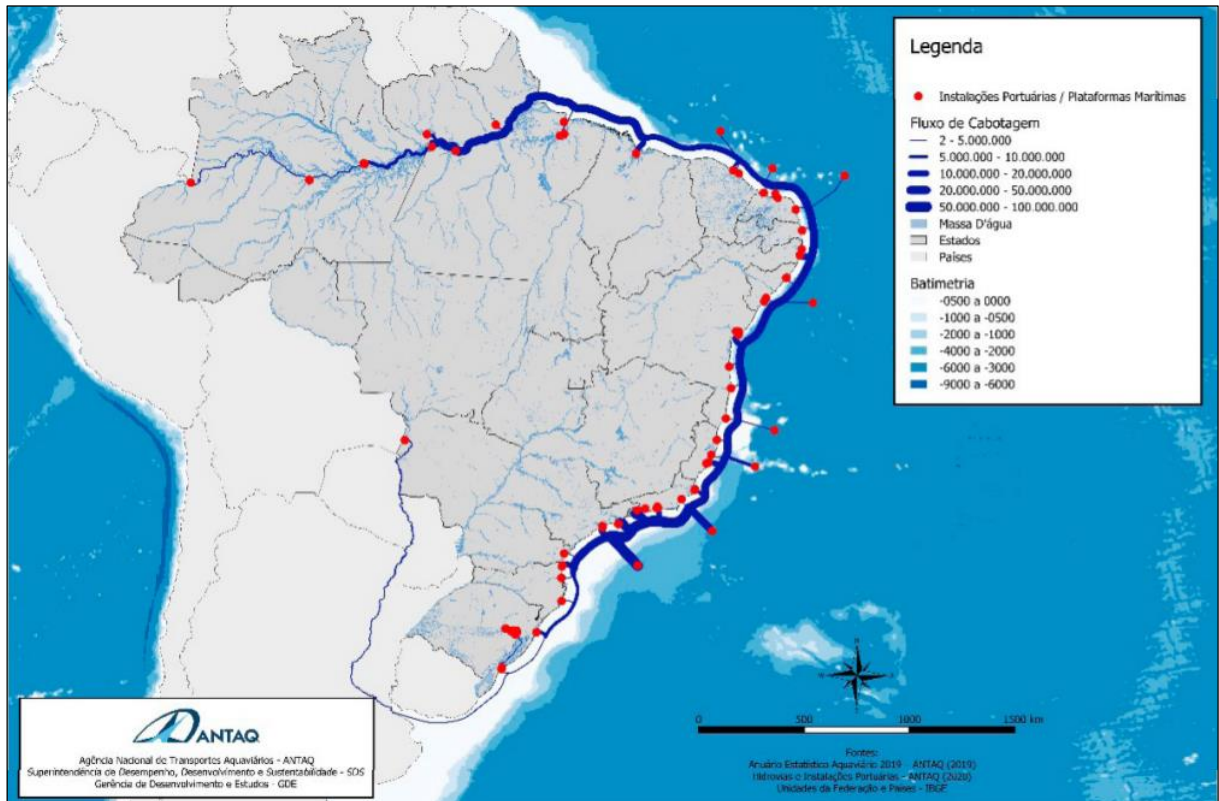 Legenda
Instalações Portuárias / Plataformas Marítimas
Fluxo de Cabotagem
2 - 5.000.000
5.000.000 - 10.000.000
10.000.000 - 20.000.000
20.000.000 - 50.000.000
50.000.000 - 100.000.000
Massa D'água
Estados
Países
Batimetria
-0500 a 0000
-1000 a -0500
-2000 a -1000
-4000 a -2000
-6000 a -3000
-9000 a -6000
ANTAQ
Agência Nacional de Transportes Aquaviários - ANTAQ
Superintendência de Desempenho, Desenvolvimento e Sustentabilidade - SDS
Gerência de Desenvolvimento e Estudos - GDE
0 500 1000 1500 km
Fontes:
Anuário Estatístico Aquaviário 2019 ANTAQ (2019)
Hidrovias e Instalações Portuárias - ANTAQ (2020)
Unidades da Federação e Países - IBGE